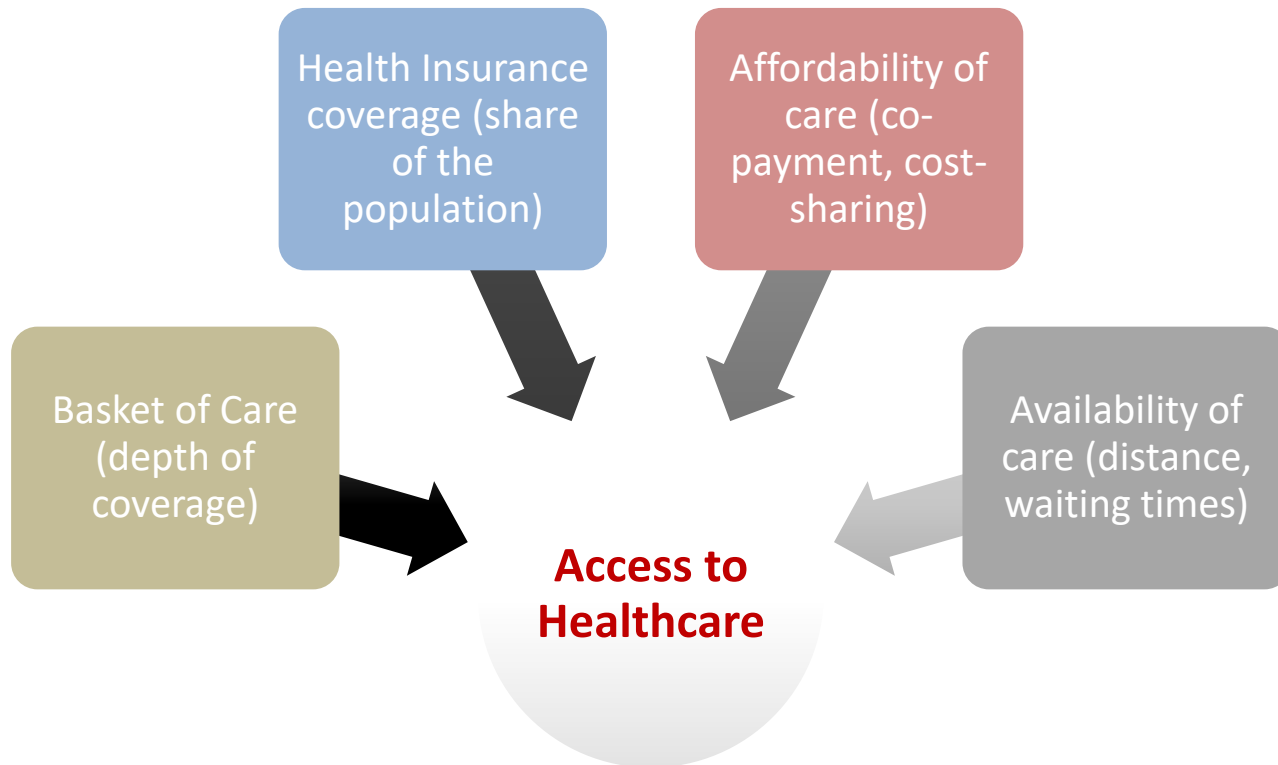 Health Insurance
coverage (share
of the
population)
Affordability of
care (co-
payment, cost-
sharing)
Basket of Care
(depth of
coverage)
Availability of
care (distance,
waiting times)
Access to
Healthcare